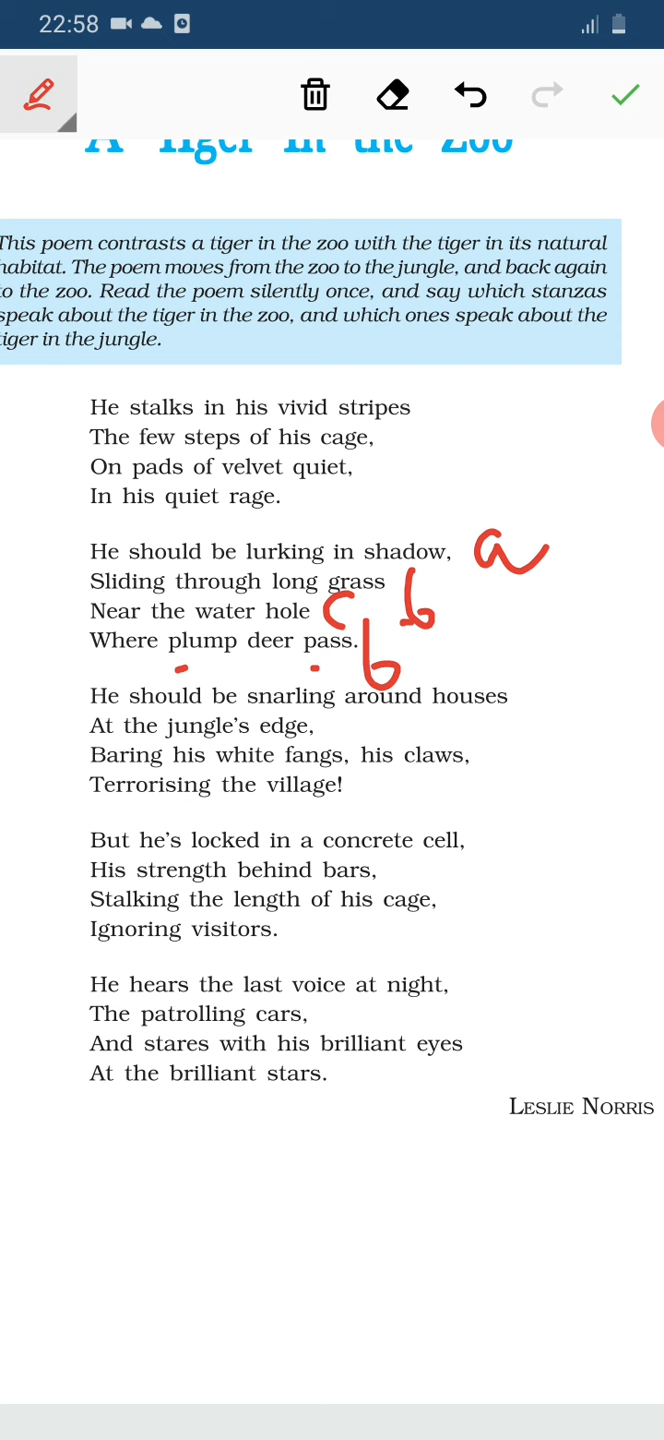 22:58
A Tiger in the Zoo
This poem contrasts a tiger in the zoo with the tiger in its natural
habitat. The poem moves from the zoo to the jungle, and back again
to the zoo. Read the poem silently once, and say which stanzas
speak about the tiger in the zoo, and which ones speak about the
tiger in the jungle.
He stalks in his vivid stripes
The few steps of his cage,
On pads of velvet quiet,
In his quiet rage.
He should be lurking in shadow, a
Sliding through long grass b
Near the water hole c
Where plump deer pass. b
He should be snarling around houses
At the jungle's edge,
Baring his white fangs, his claws,
Terrorising the village!
But he's locked in a concrete cell,
His strength behind bars,
Stalking the length of his cage,
Ignoring visitors.
He hears the last voice at night,
The patrolling cars,
And stares with his brilliant eyes
At the brilliant stars.
LESLIE NORRIS